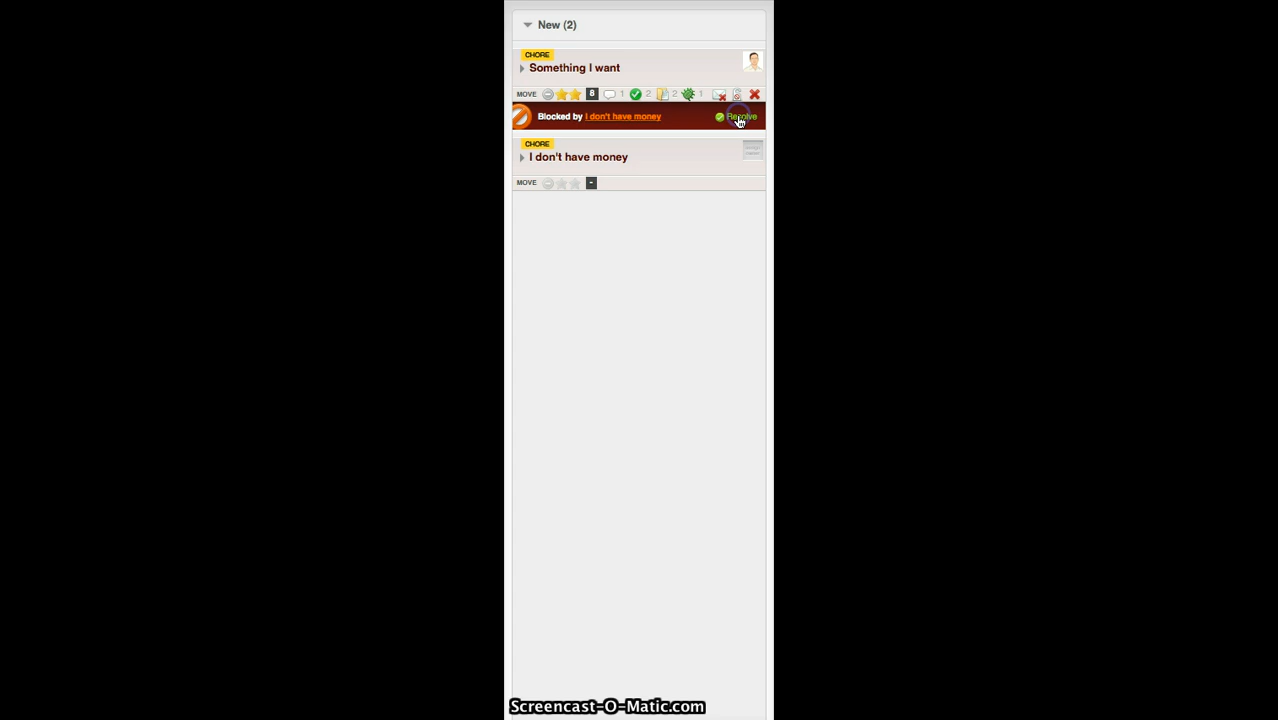 New (2)
CHORE
Something I want
MOVE 8 1 2 2 1
Blocked by I don't have money Resolve
CHORE
I don't have money
MOVE -
Screencast-O-Matic.com